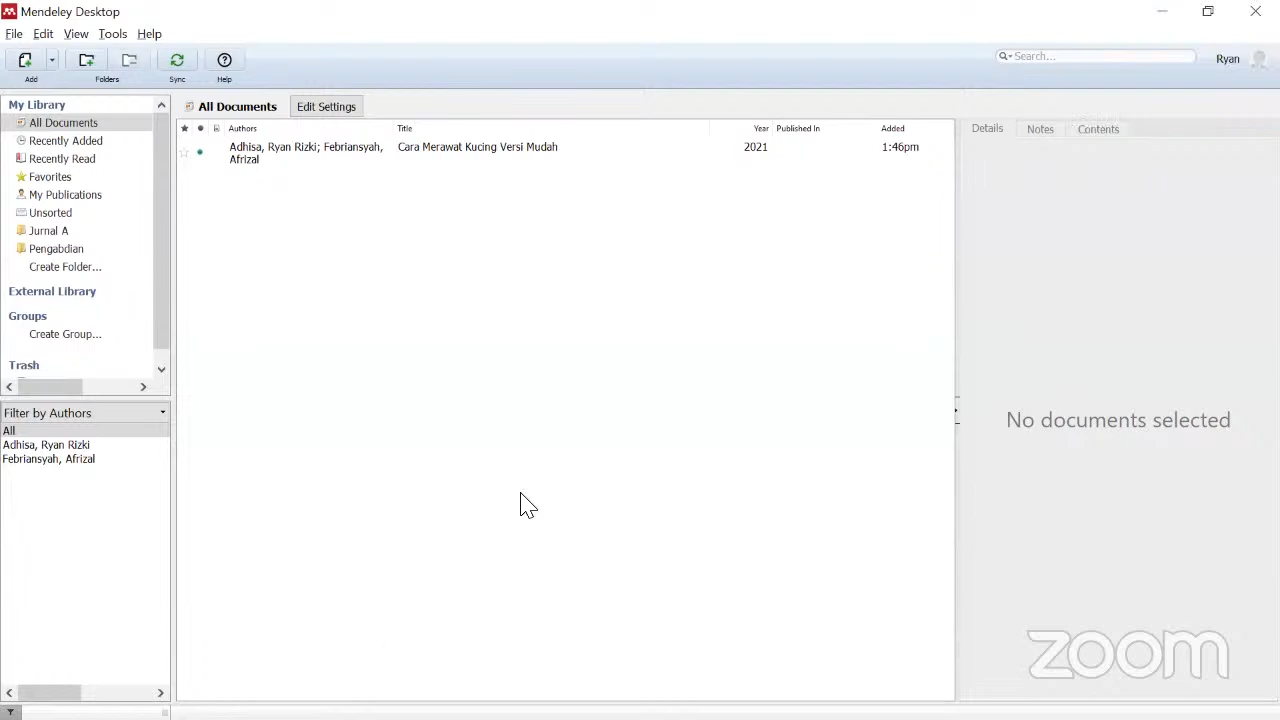 Mendeley Desktop
File Edit View Tools Help
Add Folders Sync Help
Search...
Ryan
My Library
All Documents
Recently Added
Recently Read
Favorites
My Publications
Unsorted
Jurnal A
Pengabdian
Create Folder...
External Library
Groups
Create Group...
Trash
Filter by Authors
All
Adhisa, Ryan Rizki
Febriansyah, Afrizal
All Documents Edit Settings
Authors Title Year Published In Added
Adhisa, Ryan Rizki; Febriansyah, Cara Merawat Kucing Versi Mudah 2021 1:46pm
Afrizal
Details Notes Contents
No documents selected
zoom